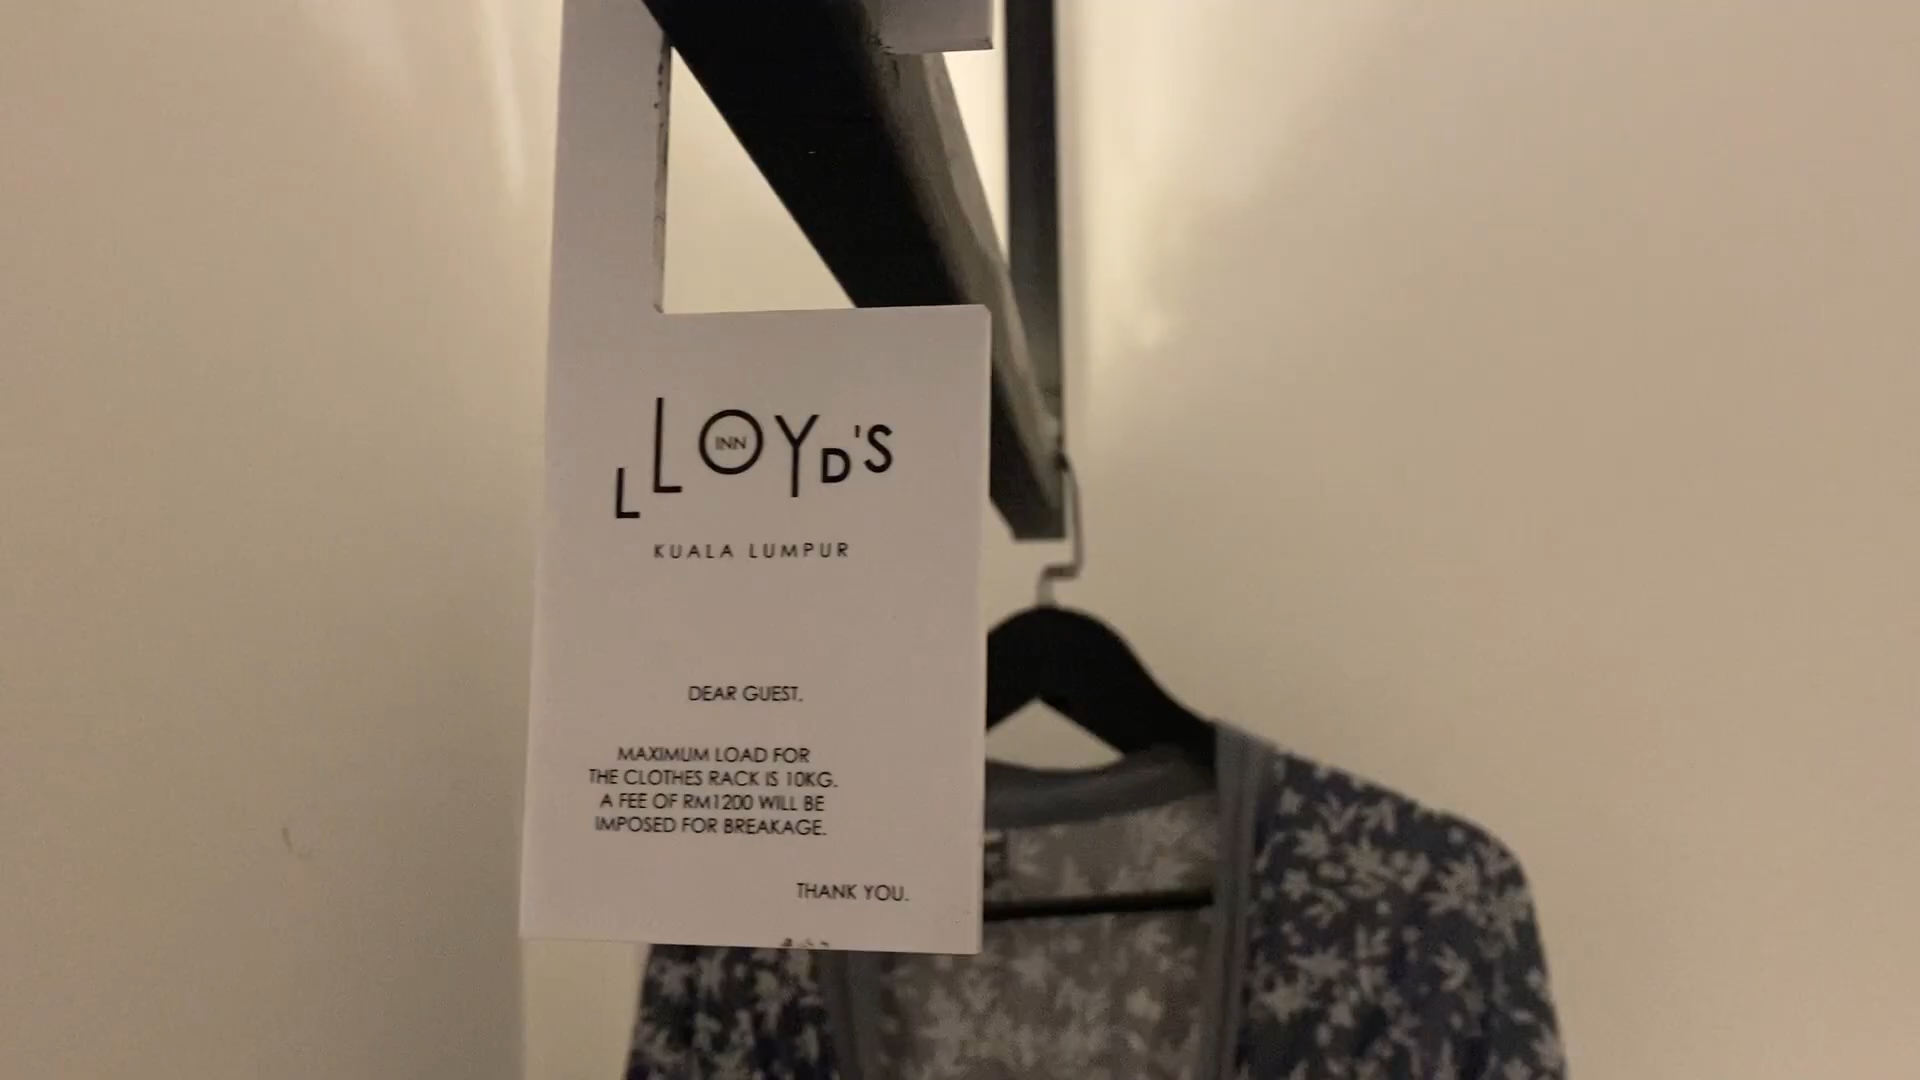 LLOYD'S
INN
KUALA LUMPUR
DEAR GUEST,
MAXIMUM LOAD FOR
THE CLOTHES RACK IS 10KG.
A FEE OF RM1200 WILL BE
IMPOSED FOR BREAKAGE.
THANK YOU.